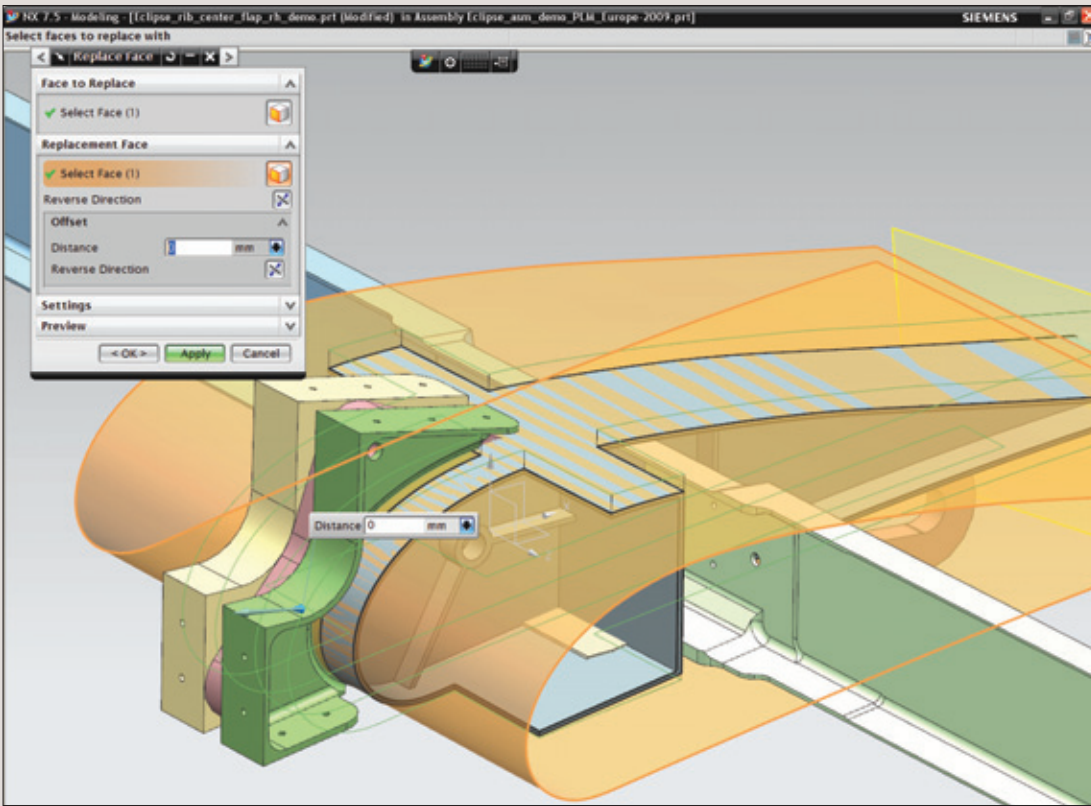 NX 7.5 - Modeling - [Eclipse_rib_center_flap_rh_demo.prt (Modified) in Assembly Eclipse_asm_demo_PLM_Europe-2009.prt]
SIEMENS
Select faces to replace with
Replace Face
Face to Replace
Select Face (1)
Replacement Face
Select Face (1)
Reverse Direction
Offset
Distance 0 mm
Reverse Direction
Settings
Preview
< OK > Apply Cancel
Distance 0 mm